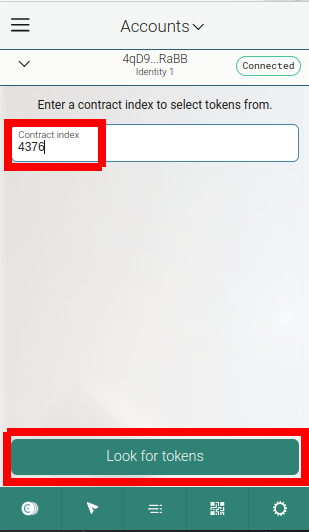 Accounts
4qD9...RaBB
Identity 1
Connected
Enter a contract index to select tokens from.
Contract index
4376
Look for tokens